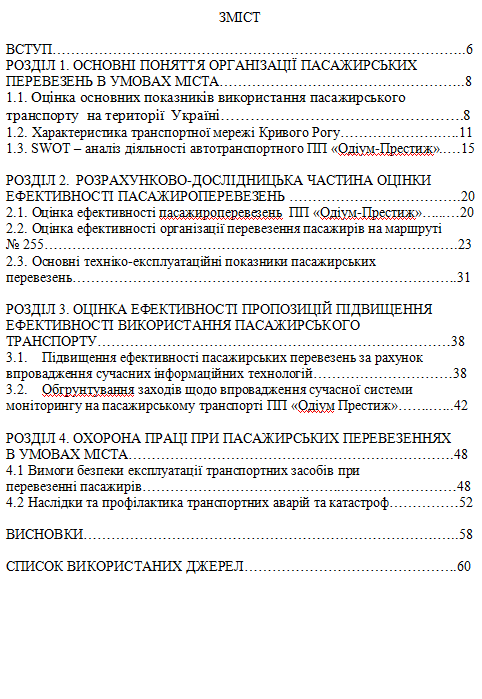 ЗМІСТ
ВСТУП……………………………………………………………………………6
РОЗДІЛ 1. ОСНОВНІ ПОНЯТТЯ ОРГАНІЗАЦІЇ ПАСАЖИРСЬКИХ
ПЕРЕВЕЗЕНЬ В УМОВАХ МІСТА……………………………………………8
1.1. Оцінка основних показників використання пасажирського
транспорту на території Україні…………………………………………8
1.2. Характеристика транспортної мережі Кривого Рогу……………………11
1.3. SWOT – аналіз діяльності автотранспортного ПП «Одіум-Престиж»…..15
РОЗДІЛ 2. РОЗРАХУНКОВО-ДОСЛІДНИЦЬКА ЧАСТИНА ОЦІНКИ
ЕФЕКТИВНОСТІ ПАСАЖИРОПЕРЕВЕЗЕНЬ ………………………………20
2.1. Оцінка ефективності пасажироперевезень ПП «Одіум-Престиж»…..….20
2.2. Оцінка ефективності організації перевезення пасажирів на маршруті
№ 255……………………………………………………………………………23
2.3. Основні техніко-експлуатаційні показники пасажирських
перевезень………………………………………………………………………31
РОЗДІЛ 3. ОЦІНКА ЕФЕКТИВНОСТІ ПРОПОЗИЦІЙ ПІДВИЩЕННЯ
ЕФЕКТИВНОСТІ ВИКОРИСТАННЯ ПАСАЖИРСЬКОГО
ТРАНСПОРТУ…………………………………………………………………38
3.1. Підвищення ефективності пасажирських перевезень за рахунок
впровадження сучасних інформаційних технологій…………………………38
3.2. Обгрунтування заходів щодо впровадження сучасної системи
моніторингу на пасажирському транспорті ПП «Одіум Престиж»………...42
РОЗДІЛ 4. ОХОРОНА ПРАЦІ ПРИ ПАСАЖИРСЬКИХ ПЕРЕВЕЗЕННЯХ
В УМОВАХ МІСТА……………………………………………………………48
4.1 Вимоги безпеки експлуатації транспортних засобів при
перевезенні пасажирів…………………………………………………………48
4.2 Наслідки та профілактика транспортних аварій та катастроф…………52
ВИСНОВКИ……………………………………………………………………..58
СПИСОК ВИКОРИСТАНИХ ДЖЕРЕЛ……………………………………..60